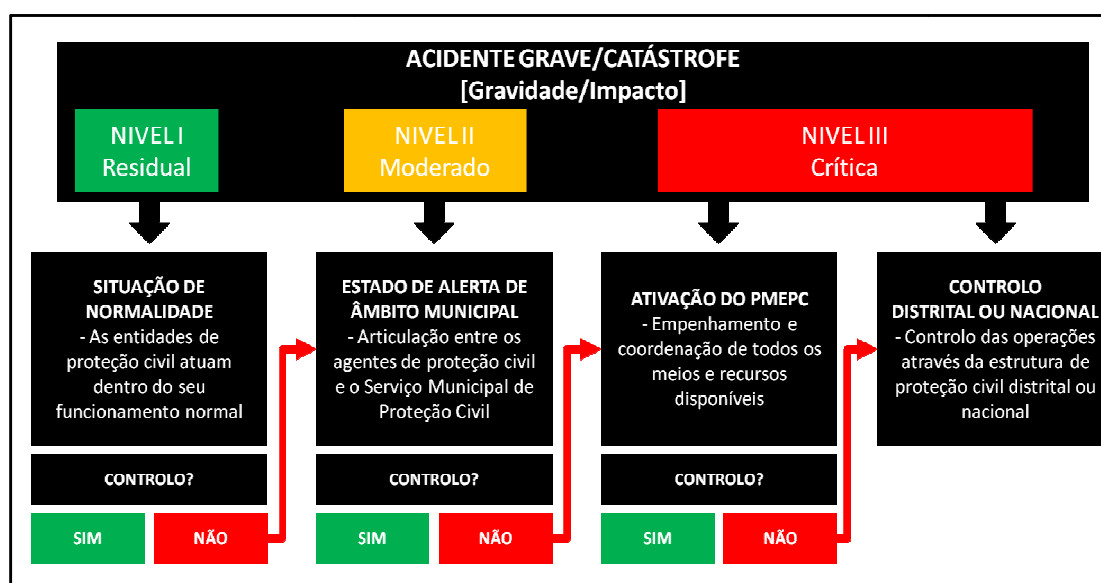 ACIDENTE GRAVE/CATÁSTROFE
[Gravidade/Impacto]
NIVEL I
Residual
NIVEL II
Moderado
NIVEL III
Crítica
SITUAÇÃO DE
NORMALIDADE
- As entidades de
proteção civil atuam
dentro do seu
funcionamento normal
CONTROLO?
SIM
NÃO
ESTADO DE ALERTA DE
ÂMBITO MUNICIPAL
- Articulação entre os
agentes de proteção civil
e o Serviço Municipal de
Proteção Civil
CONTROLO?
SIM
NÃO
ATIVAÇÃO DO PMEPC
- Empenhamento e
coordenação de todos os
meios e recursos
disponíveis
CONTROLO?
SIM
NÃO
CONTROLO
DISTRITAL OU NACIONAL
- Controlo das operações
através da estrutura de
proteção civil distrital ou
nacional